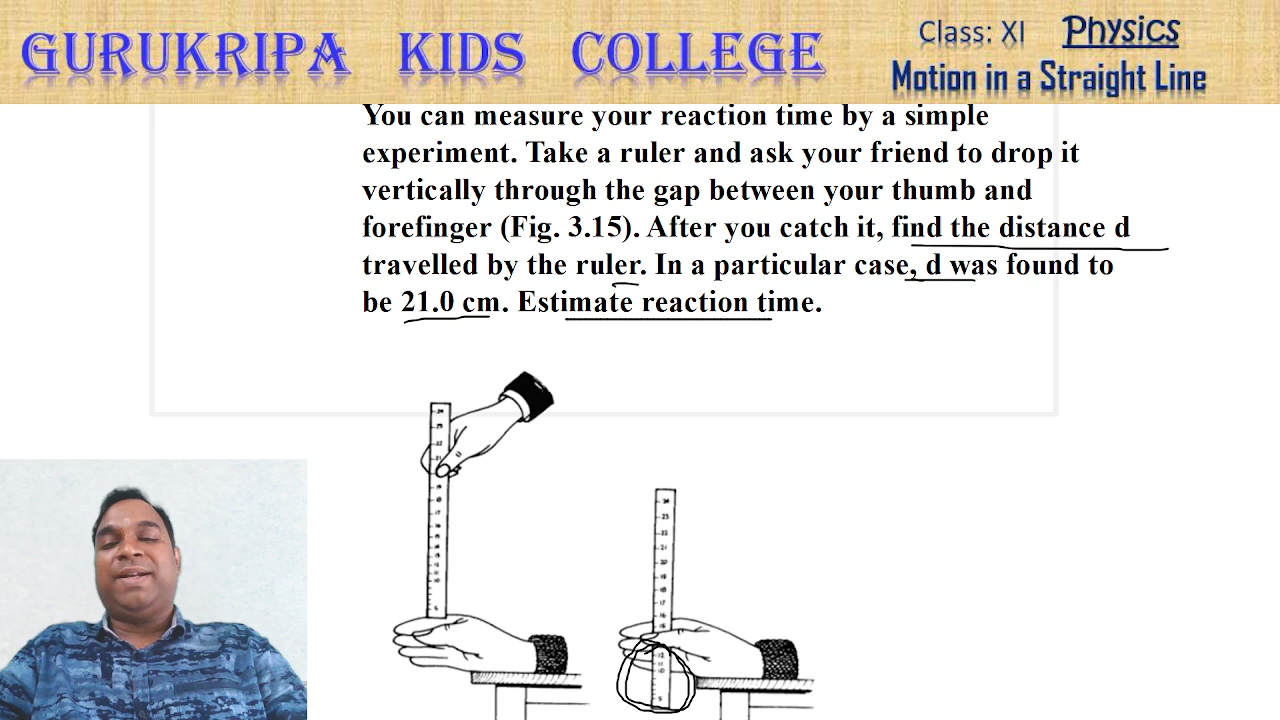 GURUKRIPA KIDS COLLEGE
Class: XI Physics
Motion in a Straight Line
You can measure your reaction time by a simple
experiment. Take a ruler and ask your friend to drop it
vertically through the gap between your thumb and
forefinger (Fig. 3.15). After you catch it, find the distance d
travelled by the ruler. In a particular case, d was found to
be 21.0 cm. Estimate reaction time.